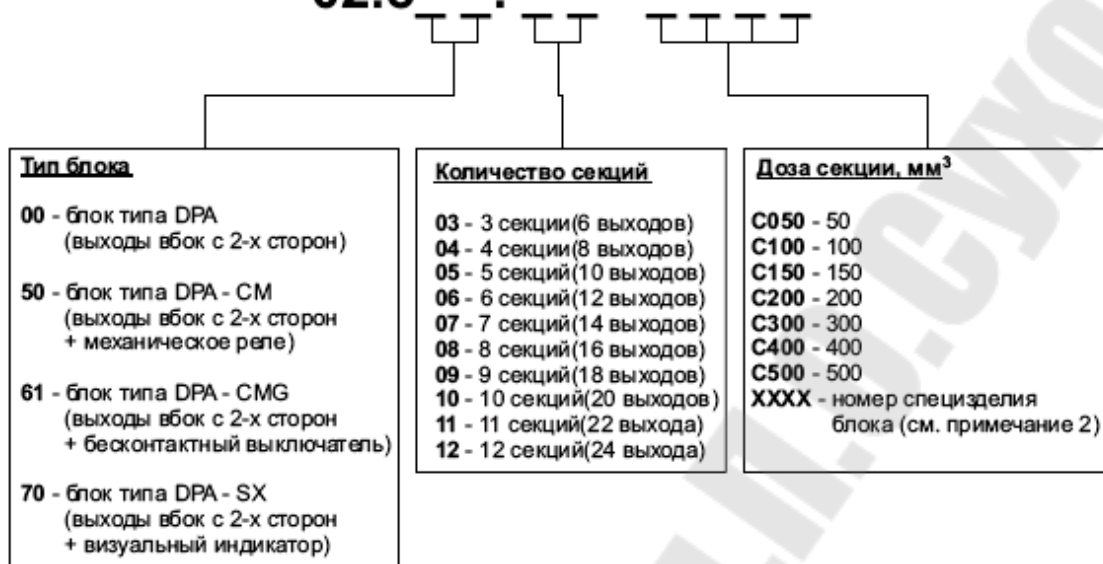 Тип блока
00 - блок типа DPA
(выходы вбок с 2-х сторон)
50 - блок типа DPA - CM
(выходы вбок с 2-х сторон
+ механическое реле)
61 - блок типа DPA - CMG
(выходы вбок с 2-х сторон
+ бесконтактный выключатель)
70 - блок типа DPA - SX
(выходы вбок с 2-х сторон
+ визуальный индикатор)
Количество секций
03 - 3 секции(6 выходов)
04 - 4 секции(8 выходов)
05 - 5 секций(10 выходов)
06 - 6 секций(12 выходов)
07 - 7 секций(14 выходов)
08 - 8 секций(16 выходов)
09 - 9 секций(18 выходов)
10 - 10 секций(20 выходов)
11 - 11 секций(22 выхода)
12 - 12 секций(24 выхода)
Доза секции, мм³
C050 - 50
C100 - 100
C150 - 150
C200 - 200
C300 - 300
C400 - 400
C500 - 500
XXXX - номер специзделия
блока (см. примечание 2)